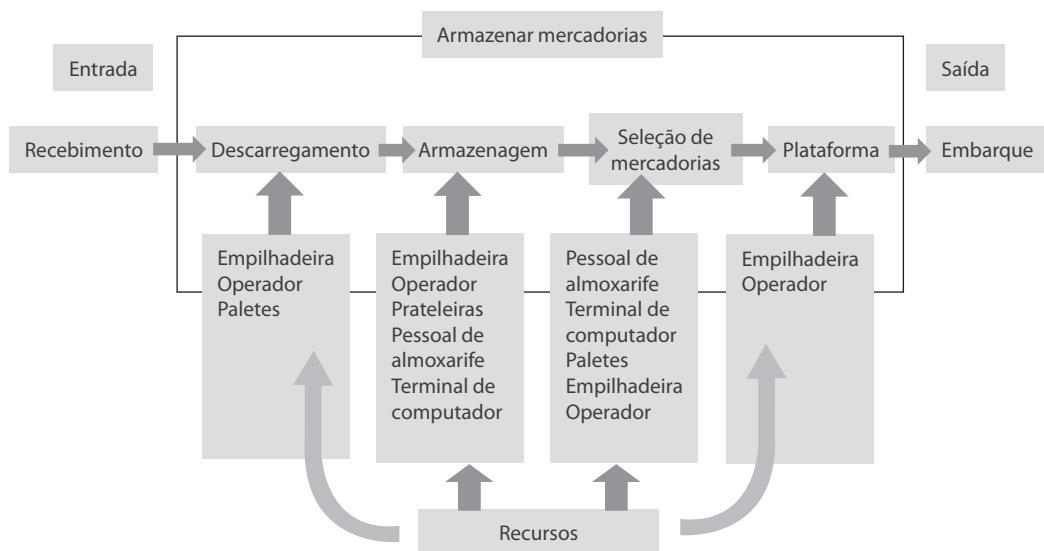 Armazenar mercadorias
Entrada
Saída
Recebimento
Descarregamento
Armazenagem
Seleção de
mercadorias
Plataforma
Embarque
Empilhadeira
Operador
Paletes
Empilhadeira
Operador
Prateleiras
Pessoal de
almoxarife
Terminal de
computador
Pessoal de
almoxarife
Terminal de
computador
Paletes
Empilhadeira
Operador
Empilhadeira
Operador
Recursos